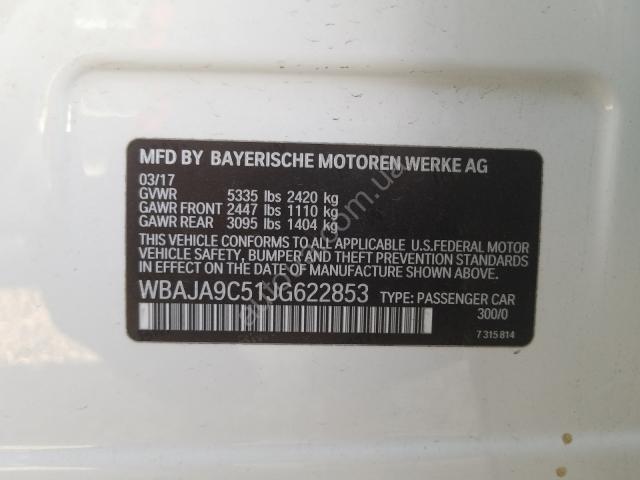 MFD BY BAYERISCHE MOTOREN WERKE AG
03/17
GVWR 5335 lbs 2420 kg
GAWR FRONT 2447 lbs 1110 kg
GAWR REAR 3095 lbs 1404 kg
THIS VEHICLE CONFORMS TO ALL APPLICABLE U.S.FEDERAL MOTOR
VEHICLE SAFETY, BUMPER AND THEFT PREVENTION STANDARDS
IN EFFECT ON THE DATE OF MANUFACTURE SHOWN ABOVE.
WBAJA9C51JG622853 TYPE: PASSENGER CAR
300/0
7 315 814